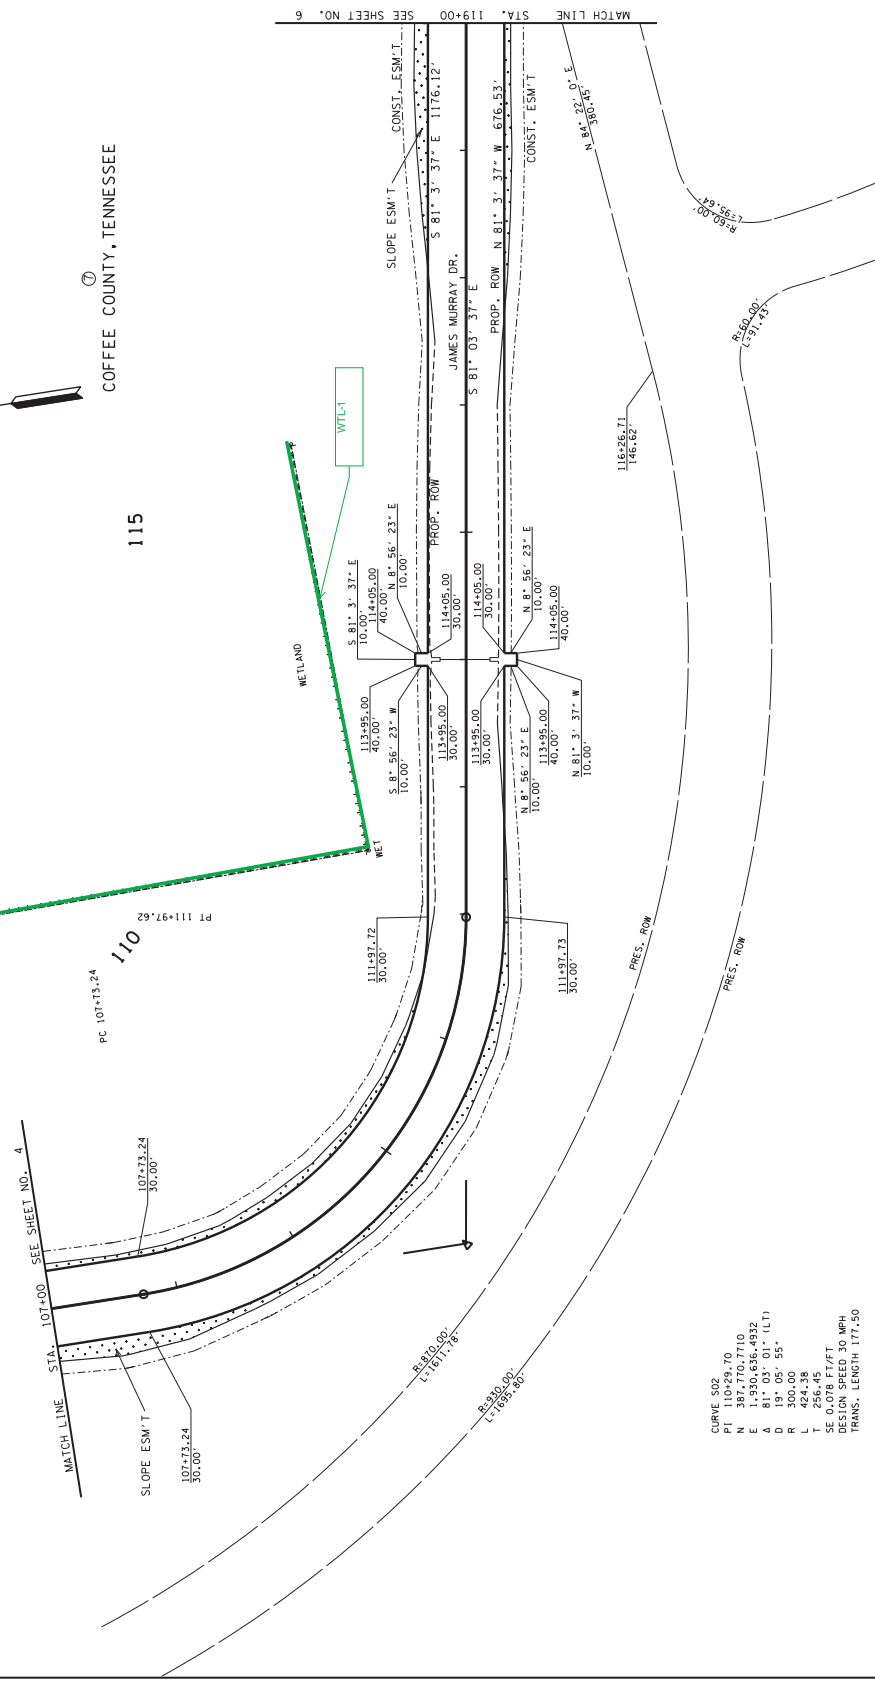 MATCH LINE STA. 119+00 SEE SHEET NO. 6
COFFEE COUNTY, TENNESSEE
7
115
110
WTL-1
WETLAND
WET
PC 107+73.24
PT 111+97.62
MATCH LINE STA. 107+00 SEE SHEET NO. 4
107+73.24
30.00'
107+73.24
30.00'
SLOPE ESM'T
SLOPE ESM'T
CONST. ESM'T
S 81° 3' 37" E 1176.12'
JAMES MURRAY DR.
S 81° 03' 37" E
PROP. ROW N 81° 3' 37" W 676.53'
CONST. ESM'T
PROP. ROW
N 84° 22' 0" E
380.45'
R=60.00'
L=95.64'
R=60.00'
L=91.43'
116+26.71
146.62'
S 81° 3' 37" E
10.00'
114+05.00
40.00'
N 8° 56' 23" E
10.00'
114+05.00
30.00'
114+05.00
30.00'
N 8° 56' 23" E
10.00'
114+05.00
40.00'
113+95.00
40.00'
S 8° 56' 23" W
10.00'
113+95.00
30.00'
113+95.00
30.00'
N 8° 56' 23" E
10.00'
113+95.00
40.00'
N 81° 3' 37" W
10.00'
111+97.72
30.00'
111+97.73
30.00'
PRES. ROW
PRES. ROW
R=870.00'
L=1611.78'
R=930.00'
L=1695.80'
CURVE S02
PI 110+29.70
N 387,770.7710
E 1,930,636.4932
Δ 81° 03' 01" (LT)
D 19° 05' 55"
R 300.00
L 424.38
T 256.45
SE 0.078 FT/FT
DESIGN SPEED 30 MPH
TRANS. LENGTH 177.50